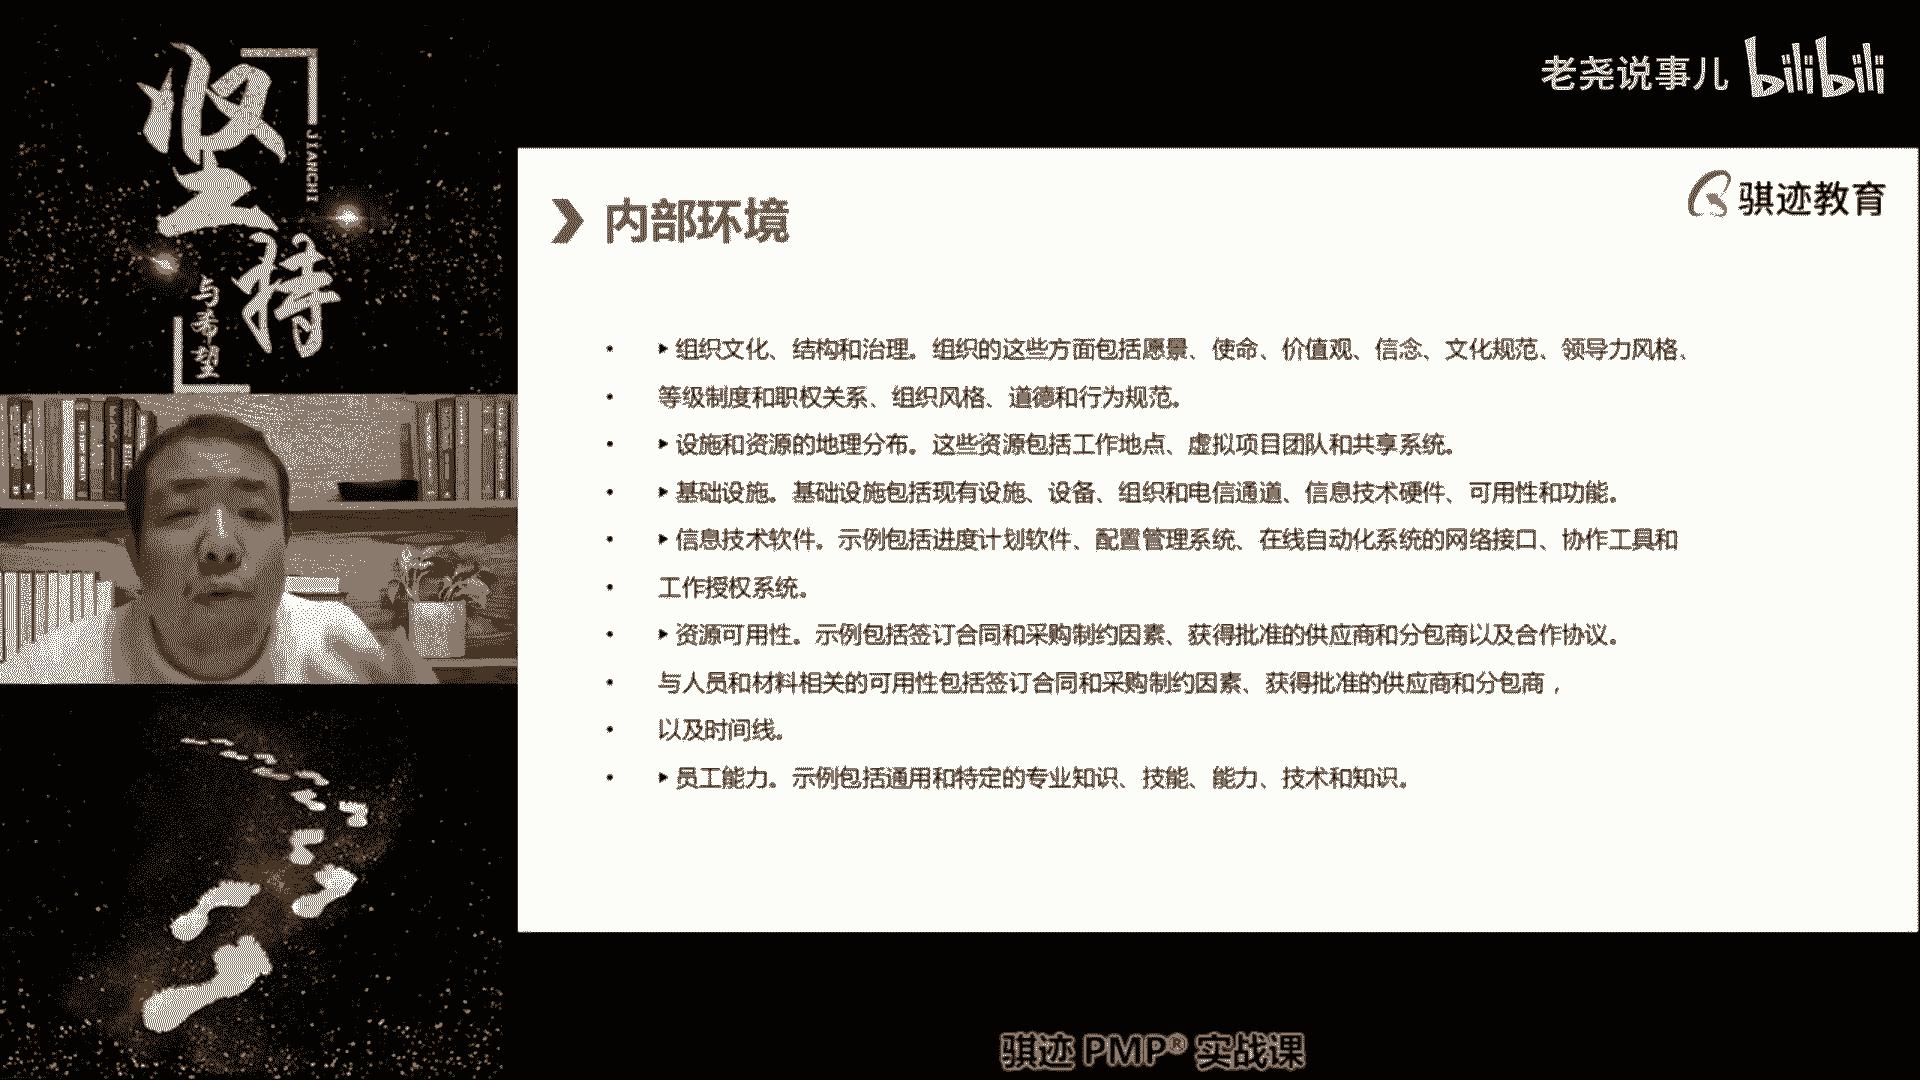 坚持
JIANCHI
与希望
老尧说事儿 bilibili
骐迹教育
内部环境
• ▶ 组织文化、结构和治理。组织的这些方面包括愿景、使命、价值观、信念、文化规范、领导力风格、
• 等级制度和职权关系、组织风格、道德和行为规范。
• ▶ 设施和资源的地理分布。这些资源包括工作地点、虚拟项目团队和共享系统。
• ▶ 基础设施。基础设施包括现有设施、设备、组织和电信通道、信息技术硬件、可用性和功能。
• ▶ 信息技术软件。示例包括进度计划软件、配置管理系统、在线自动化系统的网络接口、协作工具和
• 工作授权系统。
• ▶ 资源可用性。示例包括签订合同和采购制约因素、获得批准的供应商和分包商以及合作协议。
• 与人员和材料相关的可用性包括签订合同和采购制约因素、获得批准的供应商和分包商，
• 以及时间线。
• ▶ 员工能力。示例包括通用和特定的专业知识、技能、能力、技术和知识。
骐迹 PMP® 实战课